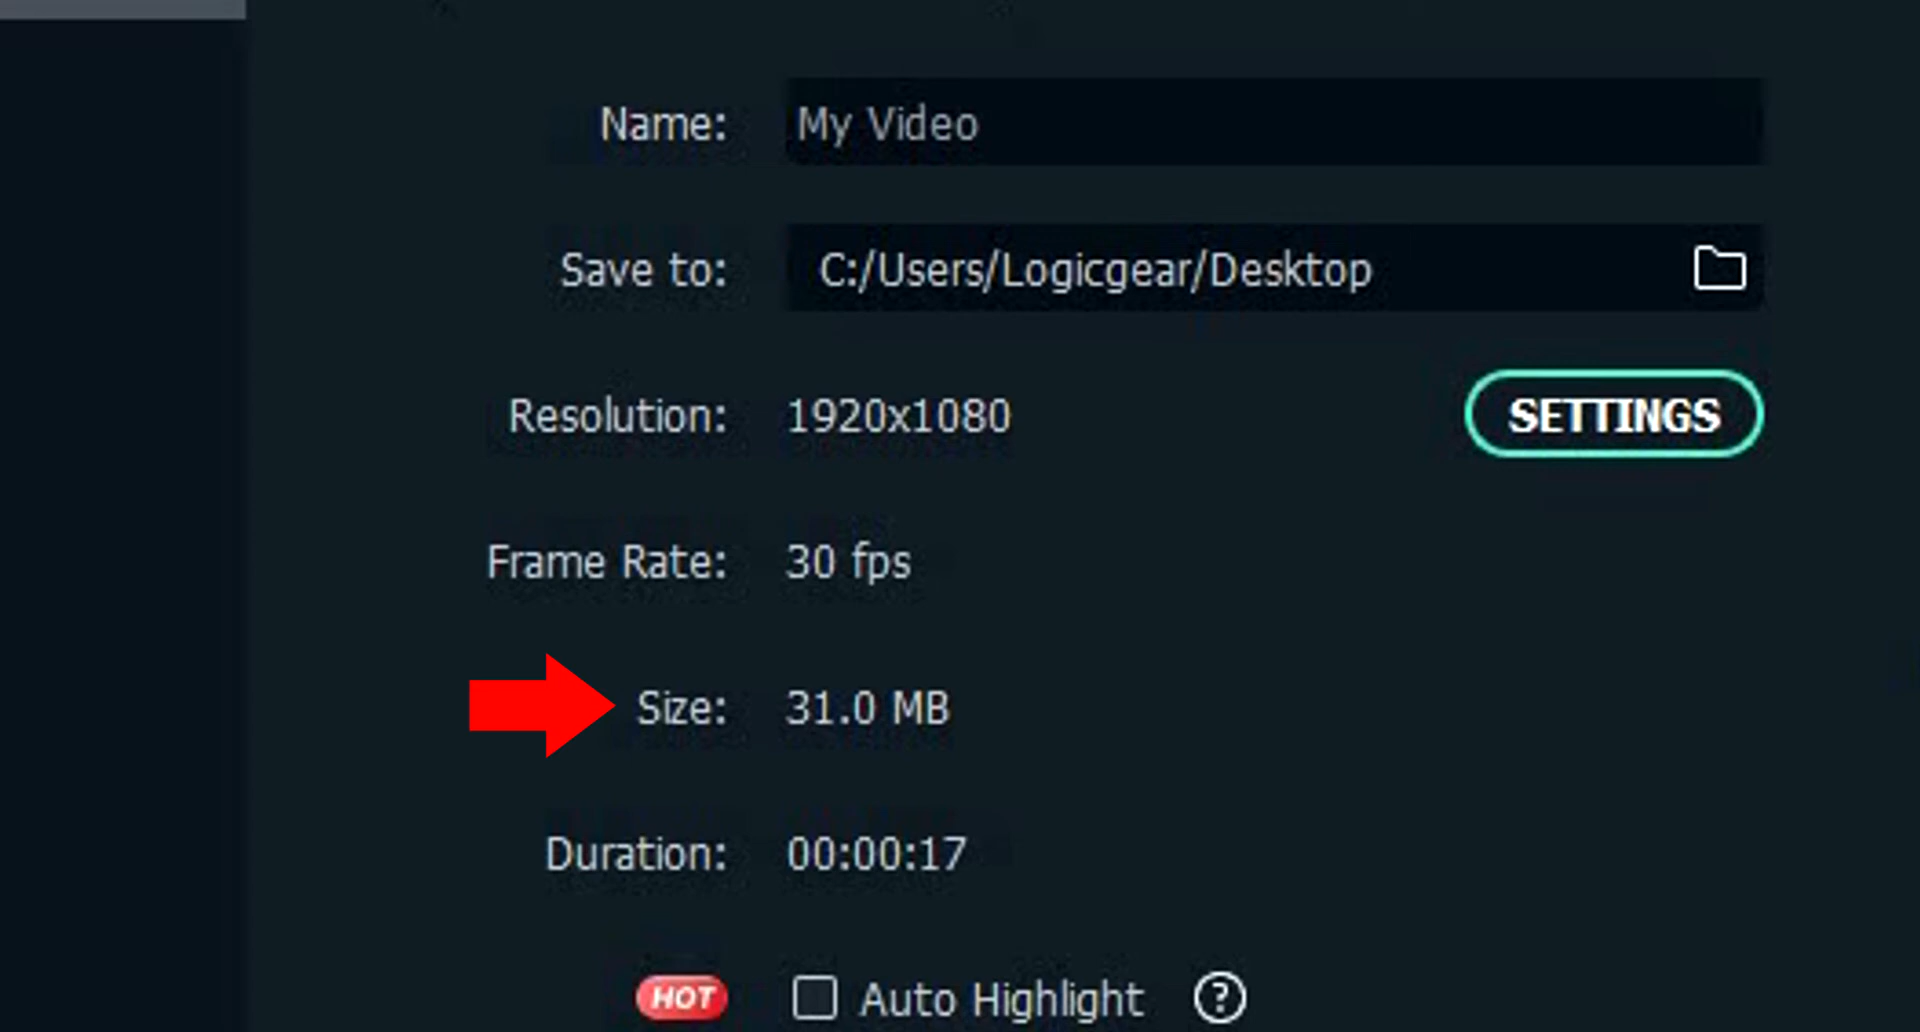 Name: My Video
Save to: C:/Users/Logicgear/Desktop
Resolution: 1920x1080 SETTINGS
Frame Rate: 30 fps
Size: 31.0 MB
Duration: 00:00:17
HOT Auto Highlight ?